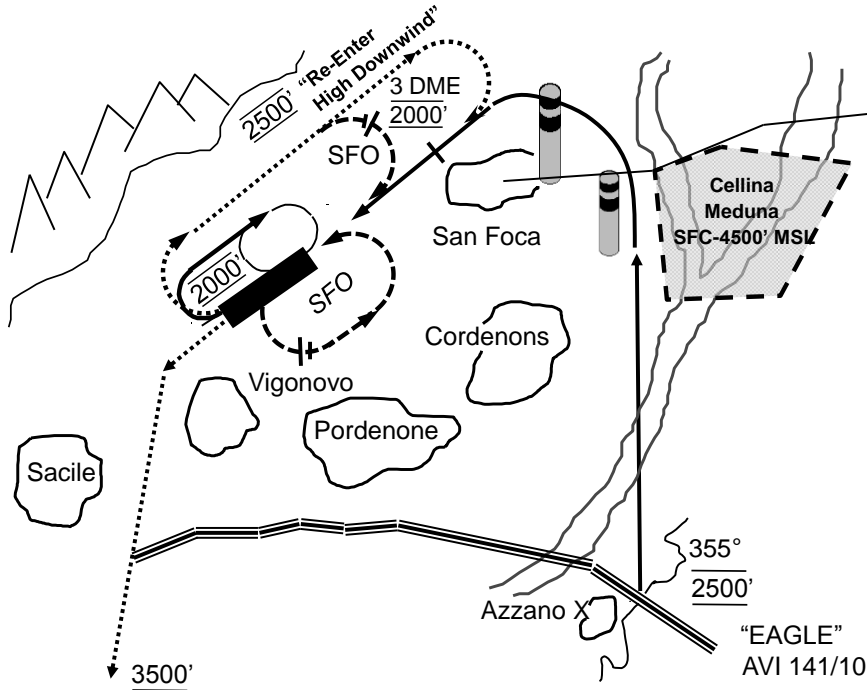 2500' "Re-Enter
High Downwind"
3 DME
2000'
SFO
Cellina
Meduna
SFC-4500' MSL
San Foca
2000'
SFO
Cordenons
Vigonovo
Pordenone
Sacile
355°
2500'
Azzano X
"EAGLE"
AVI 141/10
3500'